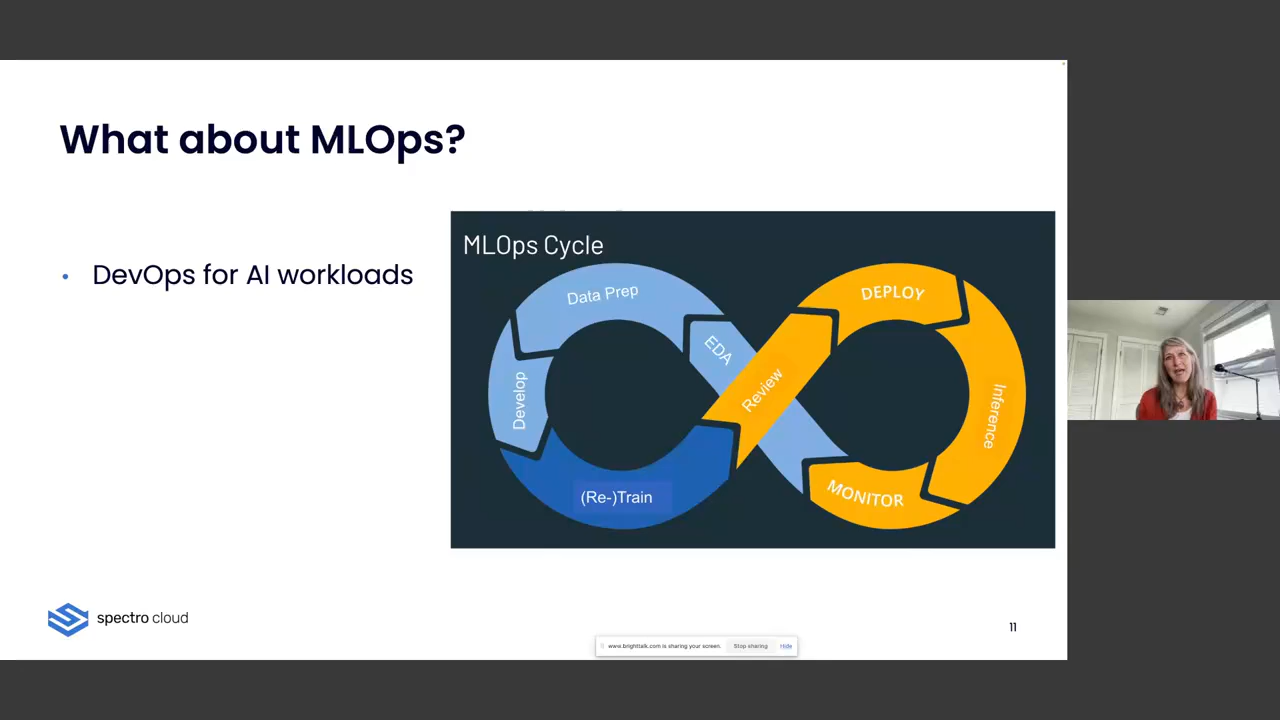 What about MLOps?
• DevOps for AI workloads
MLOps Cycle
Data Prep
EDA
Develop
(Re-)Train
Review
DEPLOY
Inference
MONITOR
spectro cloud
11
www.brighttalk.com is sharing your screen.
Stop sharing
Hide